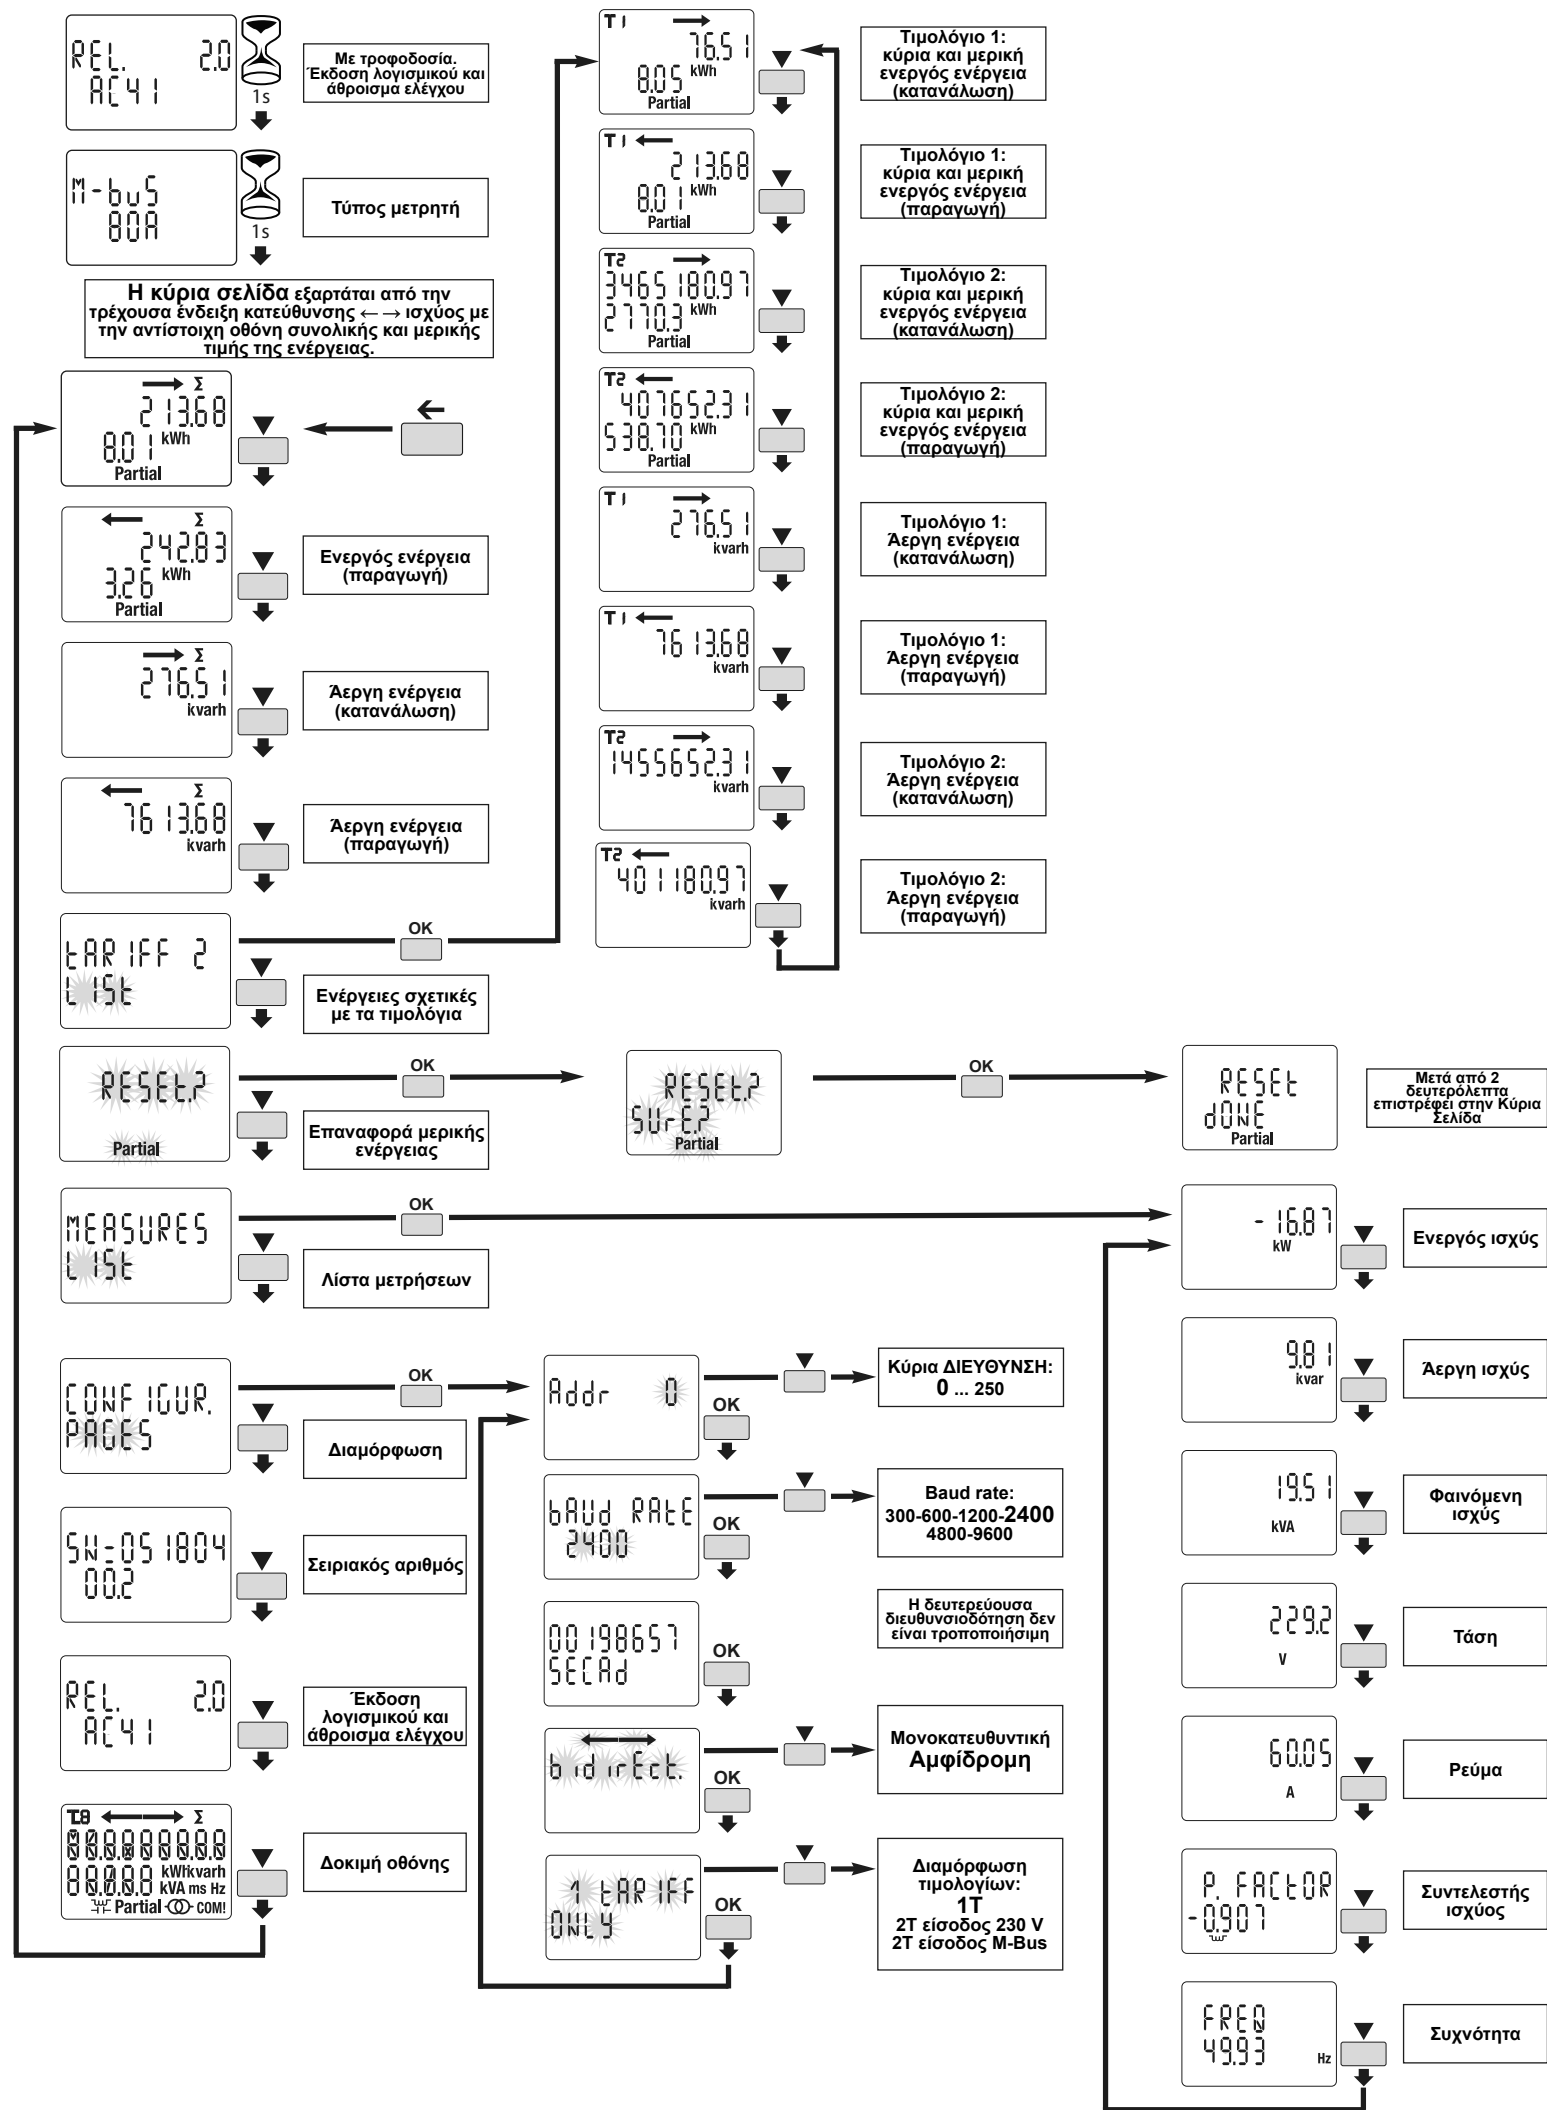 REL. 2.0
AC41
1s
Με τροφοδοσία.
Έκδοση λογισμικού και
άθροισμα ελέγχου
M-buS
80A
1s
Τύπος μετρητή
Η κύρια σελίδα εξαρτάται από την
τρέχουσα ένδειξη κατεύθυνσης ←→ ισχύος με
την αντίστοιχη οθόνη συνολικής και μερικής
τιμής της ενέργειας.
→ Σ
213.68
8.01 kWh
Partial
←
← Σ
242.83
3.26 kWh
Partial
Ενεργός ενέργεια
(παραγωγή)
→ Σ
276.51
kvarh
Άεργη ενέργεια
(κατανάλωση)
← Σ
7613.68
kvarh
Άεργη ενέργεια
(παραγωγή)
tARIFF 2
LISt
OK
Ενέργειες σχετικές
με τα τιμολόγια
T1 →
76.51
8.05 kWh
Partial
Τιμολόγιο 1:
κύρια και μερική
ενεργός ενέργεια
(κατανάλωση)
T1 ←
213.68
8.01 kWh
Partial
Τιμολόγιο 1:
κύρια και μερική
ενεργός ενέργεια
(παραγωγή)
T2 →
3465180.97
2770.3 kWh
Partial
Τιμολόγιο 2:
κύρια και μερική
ενεργός ενέργεια
(κατανάλωση)
T2 ←
407652.31
538.70 kWh
Partial
Τιμολόγιο 2:
κύρια και μερική
ενεργός ενέργεια
(παραγωγή)
T1 →
276.51
kvarh
Τιμολόγιο 1:
Άεργη ενέργεια
(κατανάλωση)
T1 ←
7613.68
kvarh
Τιμολόγιο 1:
Άεργη ενέργεια
(παραγωγή)
T2 →
1455652.31
kvarh
Τιμολόγιο 2:
Άεργη ενέργεια
(κατανάλωση)
T2 ←
401180.97
kvarh
Τιμολόγιο 2:
Άεργη ενέργεια
(παραγωγή)
RESEt.?
Partial
OK
Επαναφορά μερικής
ενέργειας
RESEt.?
SUrE.?
Partial
OK
RESEt
dONE
Partial
Μετά από 2
δευτερόλεπτα
επιστρέφει στην Κύρια
Σελίδα
MEASURES
LISt
OK
Λίστα μετρήσεων
-16.87
kW
Ενεργός ισχύς
9.81
kvar
Άεργη ισχύς
19.51
kVA
Φαινόμενη
ισχύς
229.2
V
Τάση
60.05
A
Ρεύμα
P. FACtOR
-0.907
Συντελεστής
ισχύος
FREQ
49.93 Hz
Συχνότητα
CONFIGUR.
PAGES
OK
Διαμόρφωση
Addr 0
OK
Κύρια ΔΙΕΥΘΥΝΣΗ:
0 ... 250
bAUd RAtE
2400
OK
Baud rate:
300-600-1200-2400
4800-9600
00198657
SECAd
OK
Η δευτερεύουσα
διευθυνσιοδότηση δεν
είναι τροποποιήσιμη
←→
bidirEct.
OK
Μονοκατευθυντική
Αμφίδρομη
1 tARIFF
ONLY
OK
Διαμόρφωση
τιμολογίων:
1T
2T είσοδος 230 V
2T είσοδος M-Bus
SN-051804
00.2
Σειριακός αριθμός
REL. 2.0
AC41
Έκδοση
λογισμικού και
άθροισμα ελέγχου
T.8 ←→ Σ
kWhkvarh
kVA ms Hz
Partial COM!
Δοκιμή οθόνης